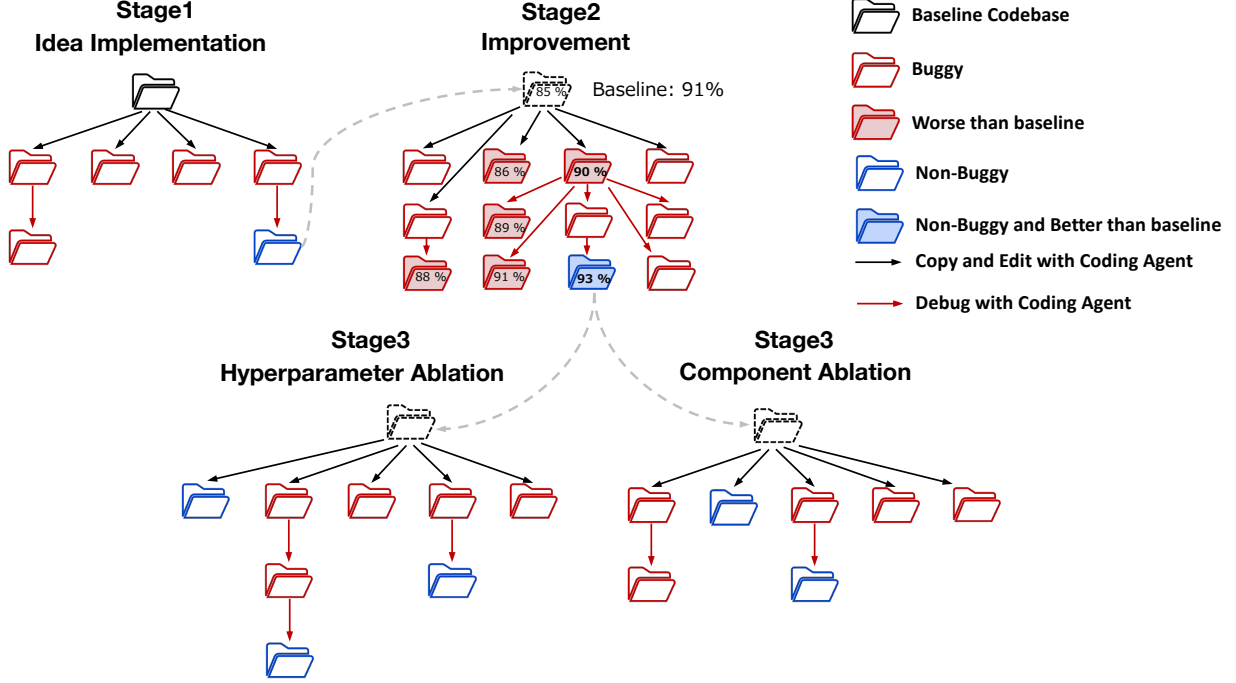 Stage1
Idea Implementation
Stage2
Improvement
85 %
Baseline: 91%
86 %
90 %
89 %
88 %
91 %
93 %
Baseline Codebase
Buggy
Worse than baseline
Non-Buggy
Non-Buggy and Better than baseline
Copy and Edit with Coding Agent
Debug with Coding Agent
Stage3
Hyperparameter Ablation
Stage3
Component Ablation